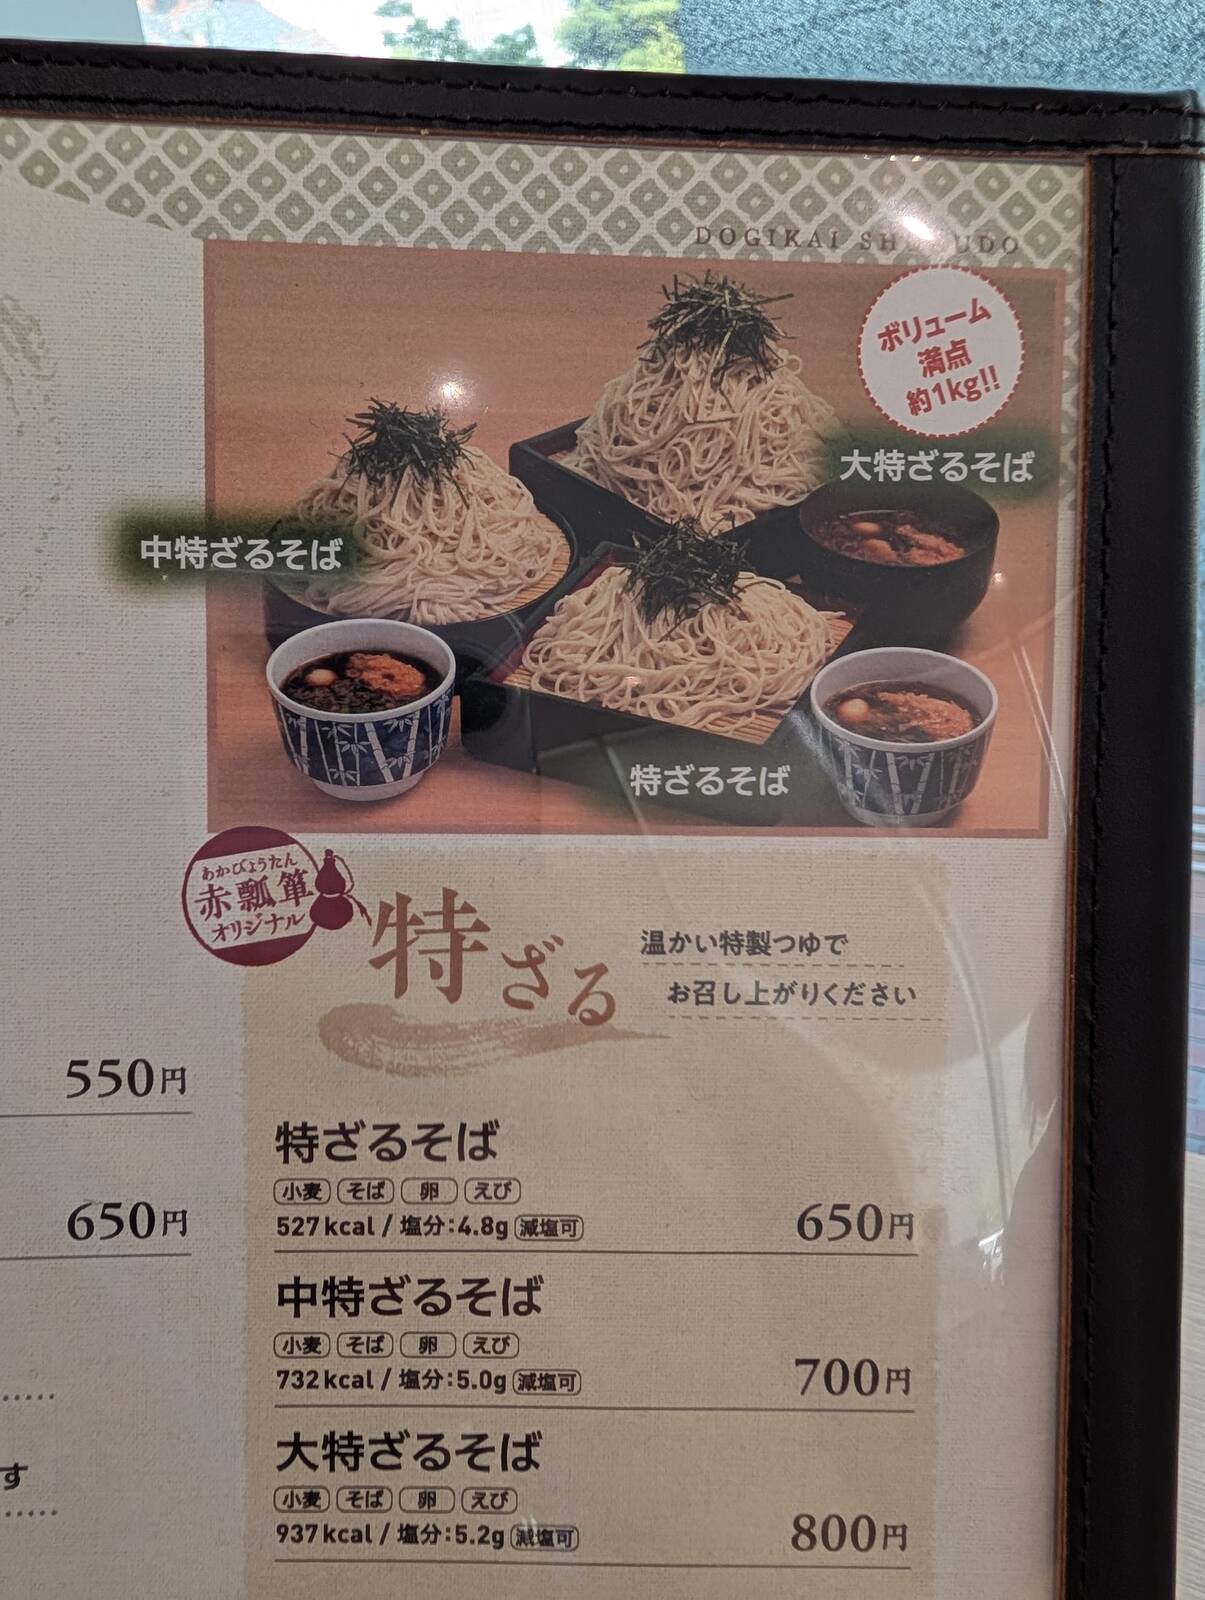 DOGIKAI SH UDO
ボリューム
満点
約1kg!!
大特ざるそば
中特ざるそば
特ざるそば
あかびょうたん
赤瓢箪
オリジナル
特ざる
温かい特製つゆで
お召し上がりください
550円
650円
す
特ざるそば
小麦 そば 卵 えび
527kcal / 塩分:4.8g 減塩可
650円
中特ざるそば
小麦 そば 卵 えび
732kcal / 塩分:5.0g 減塩可
700円
大特ざるそば
小麦 そば 卵 えび
937kcal / 塩分:5.2g 減塩可
800円